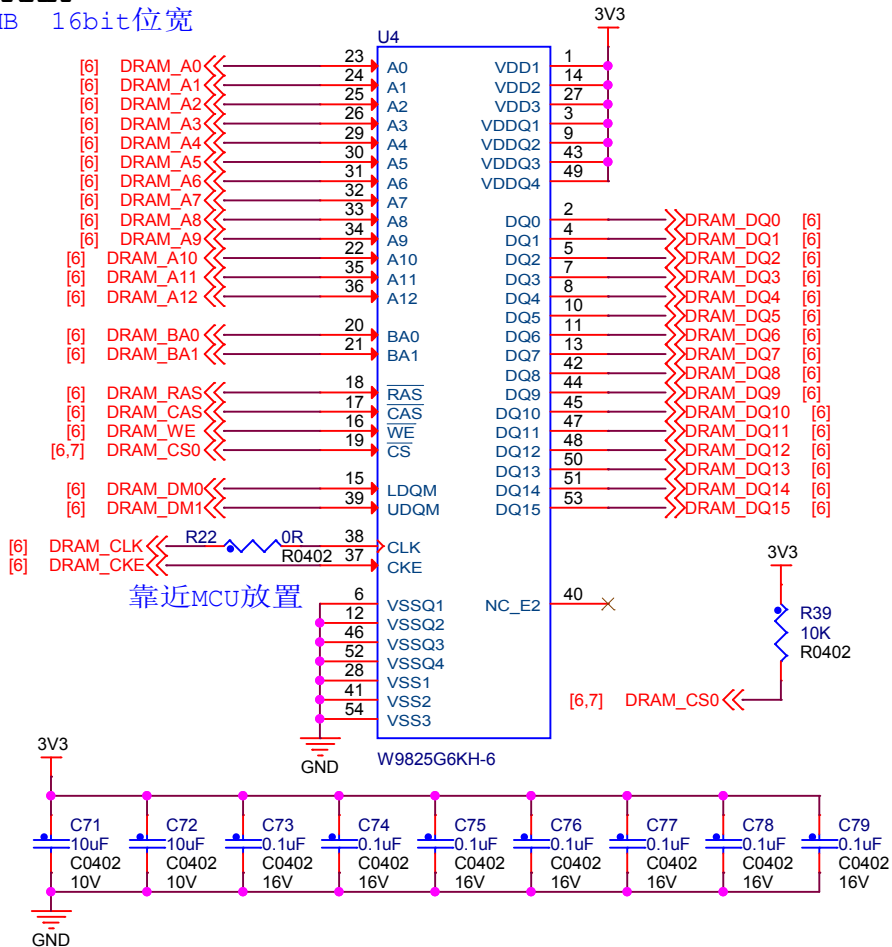 MB 16bit位宽
U4
3V3
[6] DRAM_A0 23 A0 VDD1 1
[6] DRAM_A1 24 A1 VDD2 14
[6] DRAM_A2 25 A2 VDD3 27
[6] DRAM_A3 26 A3 VDDQ1 3
[6] DRAM_A4 29 A4 VDDQ2 9
[6] DRAM_A5 30 A5 VDDQ3 43
[6] DRAM_A6 31 A6 VDDQ4 49
[6] DRAM_A7 32 A7
[6] DRAM_A8 33 A8 DQ0 2 DRAM_DQ0 [6]
[6] DRAM_A9 34 A9 DQ1 4 DRAM_DQ1 [6]
[6] DRAM_A10 22 A10 DQ2 5 DRAM_DQ2 [6]
[6] DRAM_A11 35 A11 DQ3 7 DRAM_DQ3 [6]
[6] DRAM_A12 36 A12 DQ4 8 DRAM_DQ4 [6]
DQ5 10 DRAM_DQ5 [6]
[6] DRAM_BA0 20 BA0 DQ6 11 DRAM_DQ6 [6]
[6] DRAM_BA1 21 BA1 DQ7 13 DRAM_DQ7 [6]
DQ8 42 DRAM_DQ8 [6]
[6] DRAM_RAS 18 RAS DQ9 44 DRAM_DQ9 [6]
[6] DRAM_CAS 17 CAS DQ10 45 DRAM_DQ10 [6]
[6] DRAM_WE 16 WE DQ11 47 DRAM_DQ11 [6]
[6,7] DRAM_CS0 19 CS DQ12 48 DRAM_DQ12 [6]
DQ13 50 DRAM_DQ13 [6]
[6] DRAM_DM0 15 LDQM DQ14 51 DRAM_DQ14 [6]
[6] DRAM_DM1 39 UDQM DQ15 53 DRAM_DQ15 [6]
[6] DRAM_CLK R22 0R 38 CLK
[6] DRAM_CKE R0402 37 CKE
靠近MCU放置
6 VSSQ1 NC_E2 40
12 VSSQ2
46 VSSQ3
52 VSSQ4
28 VSS1
41 VSS2
54 VSS3
GND
W9825G6KH-6
3V3
R39
10K
R0402
[6,7] DRAM_CS0
3V3
C71 C72 C73 C74 C75 C76 C77 C78 C79
10uF 10uF 0.1uF 0.1uF 0.1uF 0.1uF 0.1uF 0.1uF 0.1uF
C0402 C0402 C0402 C0402 C0402 C0402 C0402 C0402 C0402
10V 10V 16V 16V 16V 16V 16V 16V 16V
GND